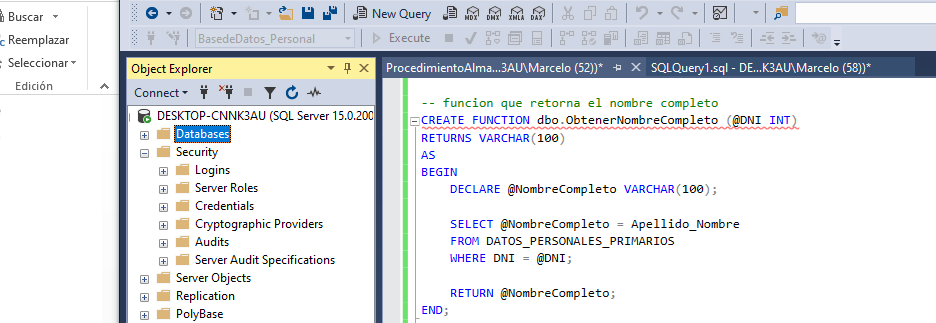 Buscar
Reemplazar
Seleccionar
Edición
New Query
MDX
DMX
XMLA
DAX
BasedeDatos_Personal
Execute
Object Explorer
Connect
DESKTOP-CNNK3AU (SQL Server 15.0.200
Databases
Security
Logins
Server Roles
Credentials
Cryptographic Providers
Audits
Server Audit Specifications
Server Objects
Replication
PolyBase
ProcedimientoAlma...3AU\Marcelo (52))*
SQLQuery1.sql - DE...K3AU\Marcelo (58))*
-- funcion que retorna el nombre completo
CREATE FUNCTION dbo.ObtenerNombreCompleto (@DNI INT)
RETURNS VARCHAR(100)
AS
BEGIN
DECLARE @NombreCompleto VARCHAR(100);
SELECT @NombreCompleto = Apellido_Nombre
FROM DATOS_PERSONALES_PRIMARIOS
WHERE DNI = @DNI;
RETURN @NombreCompleto;
END;